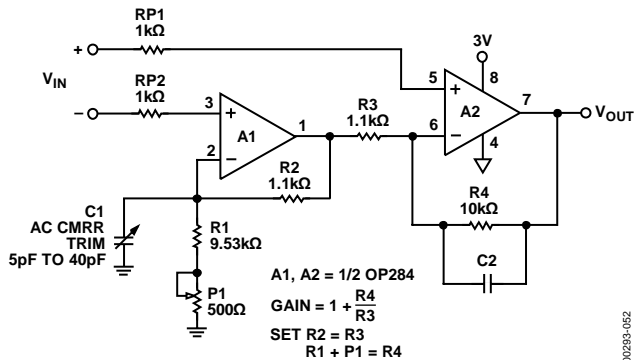 RP1
1kΩ
+
V_IN
RP2
1kΩ
−
3
+
A1
2
−
1
R3
1.1kΩ
R2
1.1kΩ
3V
5
+
8
A2
7
V_OUT
6
−
4
R4
10kΩ
C2
C1
AC CMRR
TRIM
5pF TO 40pF
R1
9.53kΩ
P1
500Ω
A1, A2 = 1/2 OP284
GAIN = 1 + R4/R3
SET R2 = R3
R1 + P1 = R4